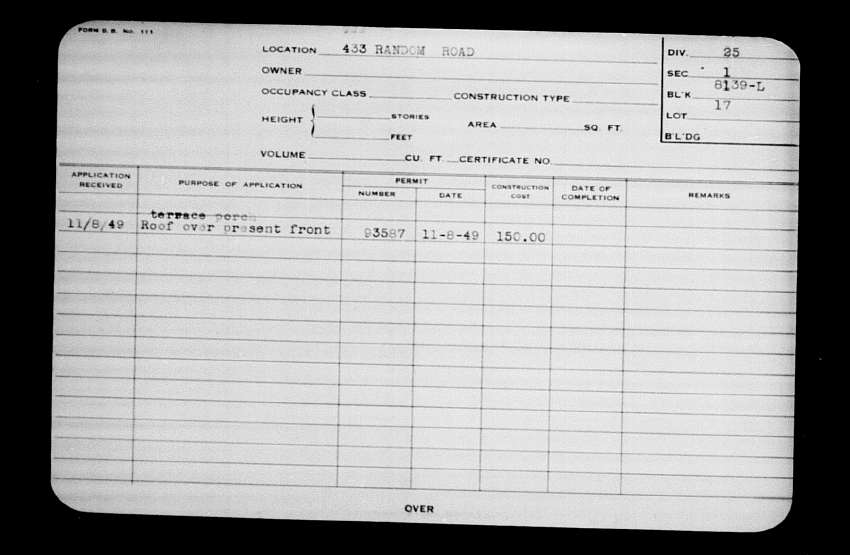 FORM B. B. No. 111
LOCATION 433 RANDOM ROAD
OWNER
OCCUPANCY CLASS CONSTRUCTION TYPE
HEIGHT STORIES
FEET
AREA SQ. FT.
VOLUME CU. FT. CERTIFICATE NO.
DIV. 25
SEC. 1
BL'K 8139-L
LOT 17
B'L'DG
APPLICATION RECEIVED PURPOSE OF APPLICATION PERMIT NUMBER DATE CONSTRUCTION COST DATE OF COMPLETION REMARKS
terrace porch
11/8/49 Roof over present front 93587 11-8-49 150.00
OVER